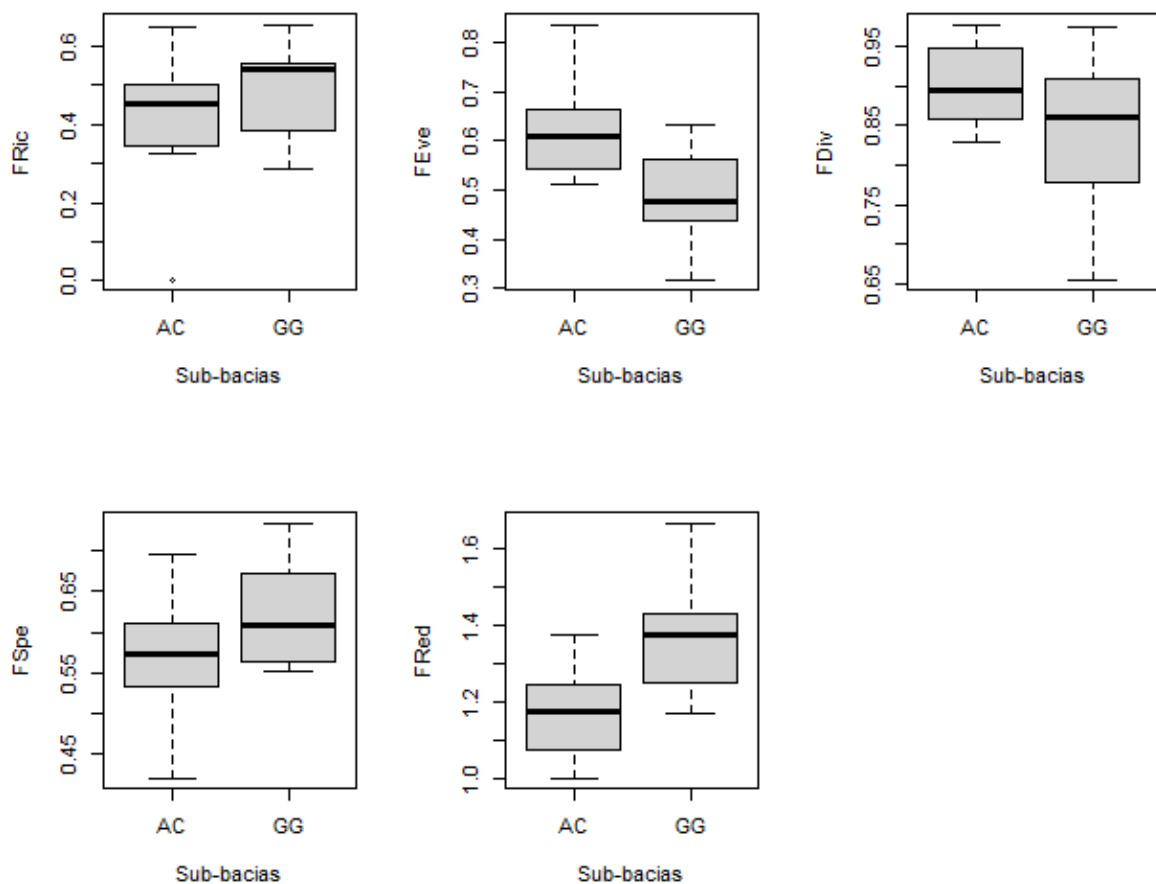 FRic
0.0 0.2 0.4 0.6
AC GG
Sub-bacias
FEve
0.3 0.4 0.5 0.6 0.7 0.8
AC GG
Sub-bacias
FDiv
0.65 0.75 0.85 0.95
AC GG
Sub-bacias
FSpe
0.45 0.55 0.65
AC GG
Sub-bacias
FRed
1.0 1.2 1.4 1.6
AC GG
Sub-bacias